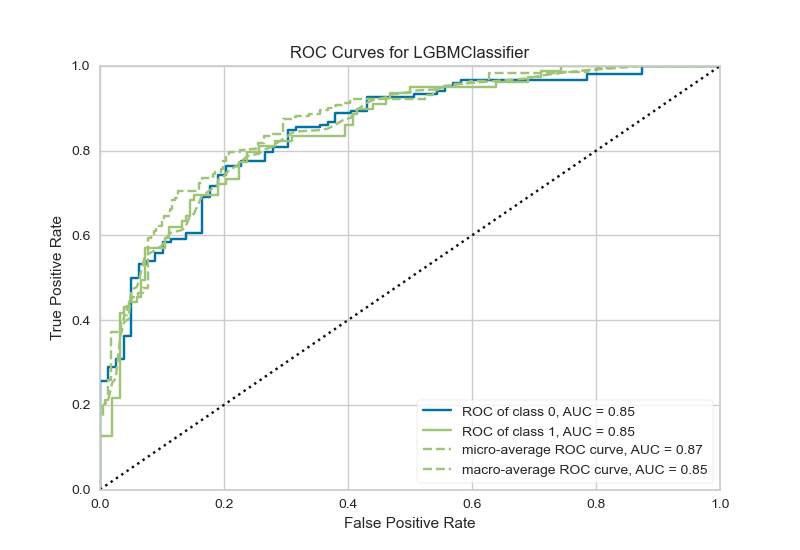 ROC Curves for LGBMClassifier
1.0
0.8
0.6
0.4
0.2
0.0
True Positive Rate
ROC of class 0, AUC = 0.85
ROC of class 1, AUC = 0.85
micro-average ROC curve, AUC = 0.87
macro-average ROC curve, AUC = 0.85
0.0 0.2 0.4 0.6 0.8 1.0
False Positive Rate